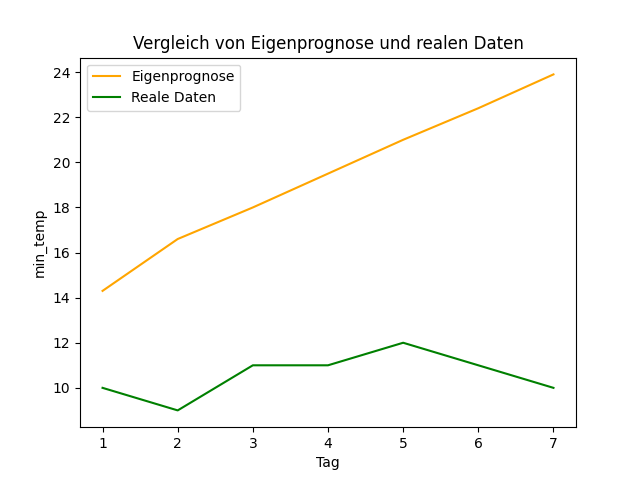 Vergleich von Eigenprognose und realen Daten
Eigenprognose
Reale Daten
24
22
20
18
16
14
12
10
min_temp
1 2 3 4 5 6 7
Tag